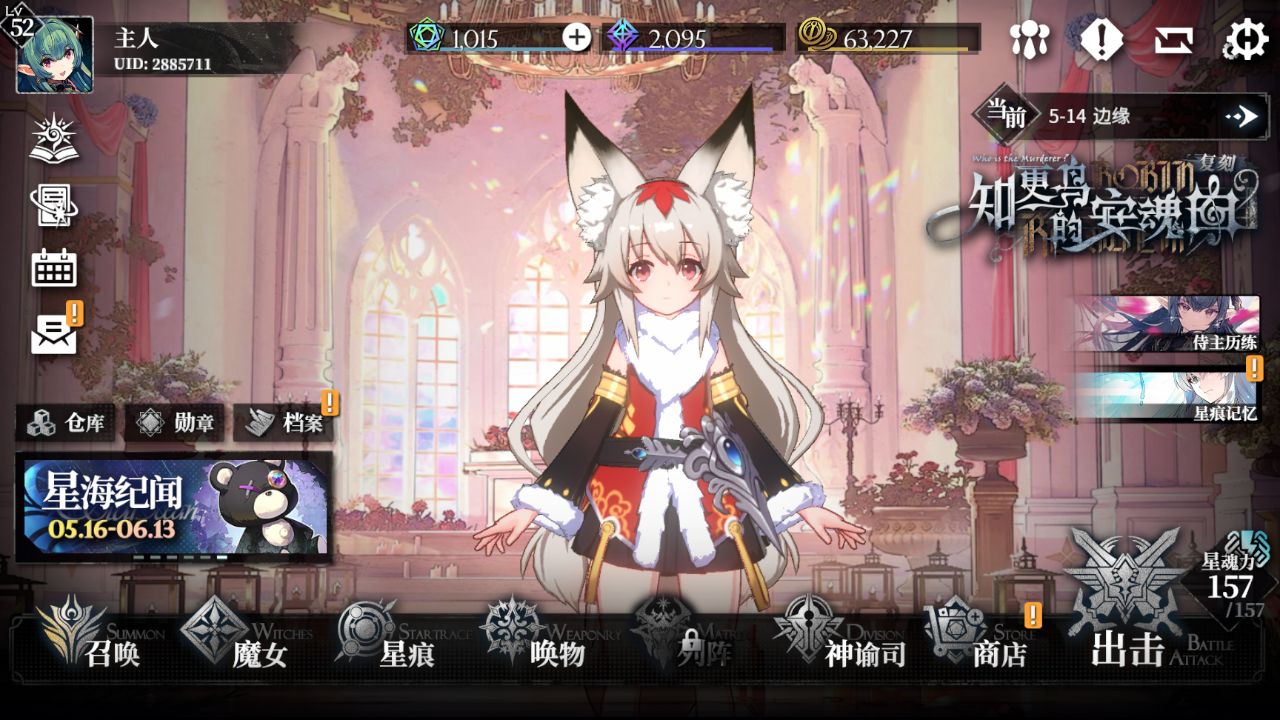 LV
52
主人
UID: 2885711
1,015
2,095
63,227
当前
5-14 边缘
Who is the Murderer?
复刻
知更鸟的安魂曲
侍主历练
星痕记忆
仓库
勋章
档案
星海纪闻
05.16-06.13
星魂力
157
/157
SUMMON
召唤
WITCHES
魔女
STARTRACE
星痕
WEAPONRY
唤物
列阵
DIVISION
神谕司
STORE
商店
出击
BATTLE
ATTACK